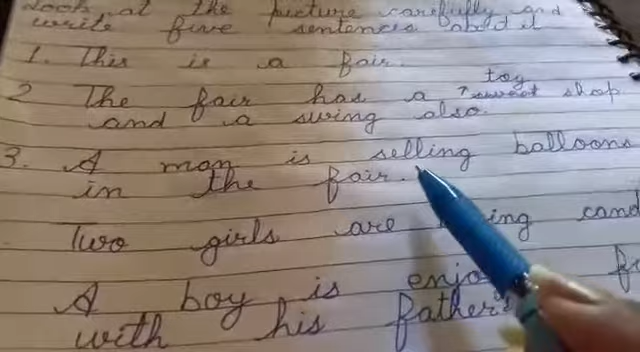 Look at the picture carefully and
write five sentences about it
1. This is a fair.
toy
2 The fair has a sweet shop
and a swing also.
3. A man is selling balloons
in the fair.
Two girls are
A boy is
with his father